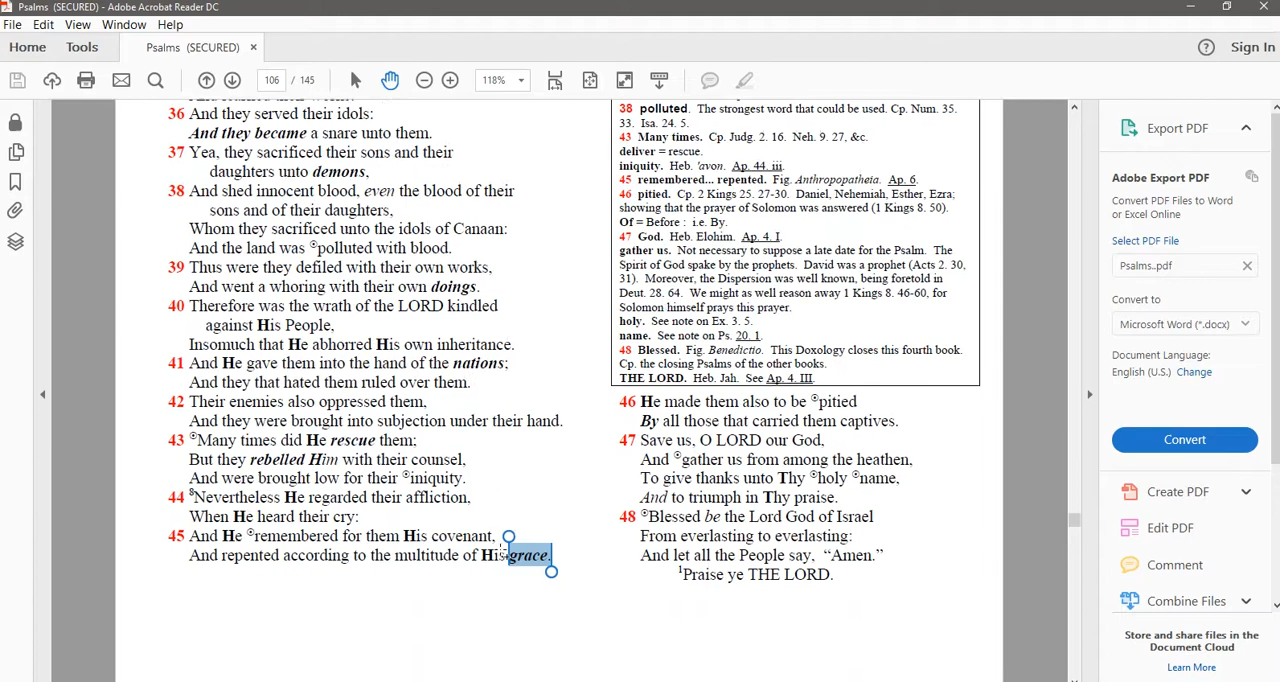 Psalms (SECURED) - Adobe Acrobat Reader DC
File Edit View Window Help
Home Tools Psalms (SECURED) × Sign In
106 / 145 118%
36 And they served their idols:
And they became a snare unto them.
37 Yea, they sacrificed their sons and their
daughters unto demons,
38 And shed innocent blood, even the blood of their
sons and of their daughters,
Whom they sacrificed unto the idols of Canaan:
And the land was °polluted with blood.
39 Thus were they defiled with their own works,
And went a whoring with their own doings.
40 Therefore was the wrath of the LORD kindled
against His People,
Insomuch that He abhorred His own inheritance.
41 And He gave them into the hand of the nations;
And they that hated them ruled over them.
42 Their enemies also oppressed them,
And they were brought into subjection under their hand.
43 °Many times did He rescue them;
But they rebelled Him with their counsel,
And were brought low for their °iniquity.
44 8Nevertheless He regarded their affliction,
When He heard their cry:
45 And He °remembered for them His covenant,
And repented according to the multitude of His grace.
38 polluted. The strongest word that could be used. Cp. Num. 35.
33. Isa. 24. 5.
43 Many times. Cp. Judg. 2. 16. Neh. 9. 27, &c.
deliver = rescue.
iniquity. Heb. 'avon. Ap. 44. iii.
45 remembered... repented. Fig. Anthropopatheta. Ap. 6.
46 pitied. Cp. 2 Kings 25. 27-30. Daniel, Nehemiah, Esther, Ezra;
showing that the prayer of Solomon was answered (1 Kings 8. 50).
Of = Before : i.e. By.
47 God. Heb. Elohim. Ap. 4. I.
gather us. Not necessary to suppose a late date for the Psalm. The
Spirit of God spake by the prophets. David was a prophet (Acts 2. 30,
31). Moreover, the Dispersion was well known, being foretold in
Deut. 28. 64. We might as well reason away 1 Kings 8. 46-60, for
Solomon himself prays this prayer.
holy. See note on Ex. 3. 5.
name. See note on Ps. 20. 1.
48 Blessed. Fig. Benedictio. This Doxology closes this fourth book.
Cp. the closing Psalms of the other books.
THE LORD. Heb. Jah. See Ap. 4. III.
46 He made them also to be °pitied
By all those that carried them captives.
47 Save us, O LORD our God,
And °gather us from among the heathen,
To give thanks unto Thy °holy °name,
And to triumph in Thy praise.
48 °Blessed be the Lord God of Israel
From everlasting to everlasting:
And let all the People say, “Amen.”
1Praise ye THE LORD.
Export PDF
Adobe Export PDF
Convert PDF Files to Word
or Excel Online
Select PDF File
Psalms..pdf ×
Convert to
Microsoft Word (*.docx)
Document Language:
English (U.S.) Change
Convert
Create PDF
Edit PDF
Comment
Combine Files
Store and share files in the
Document Cloud
Learn More